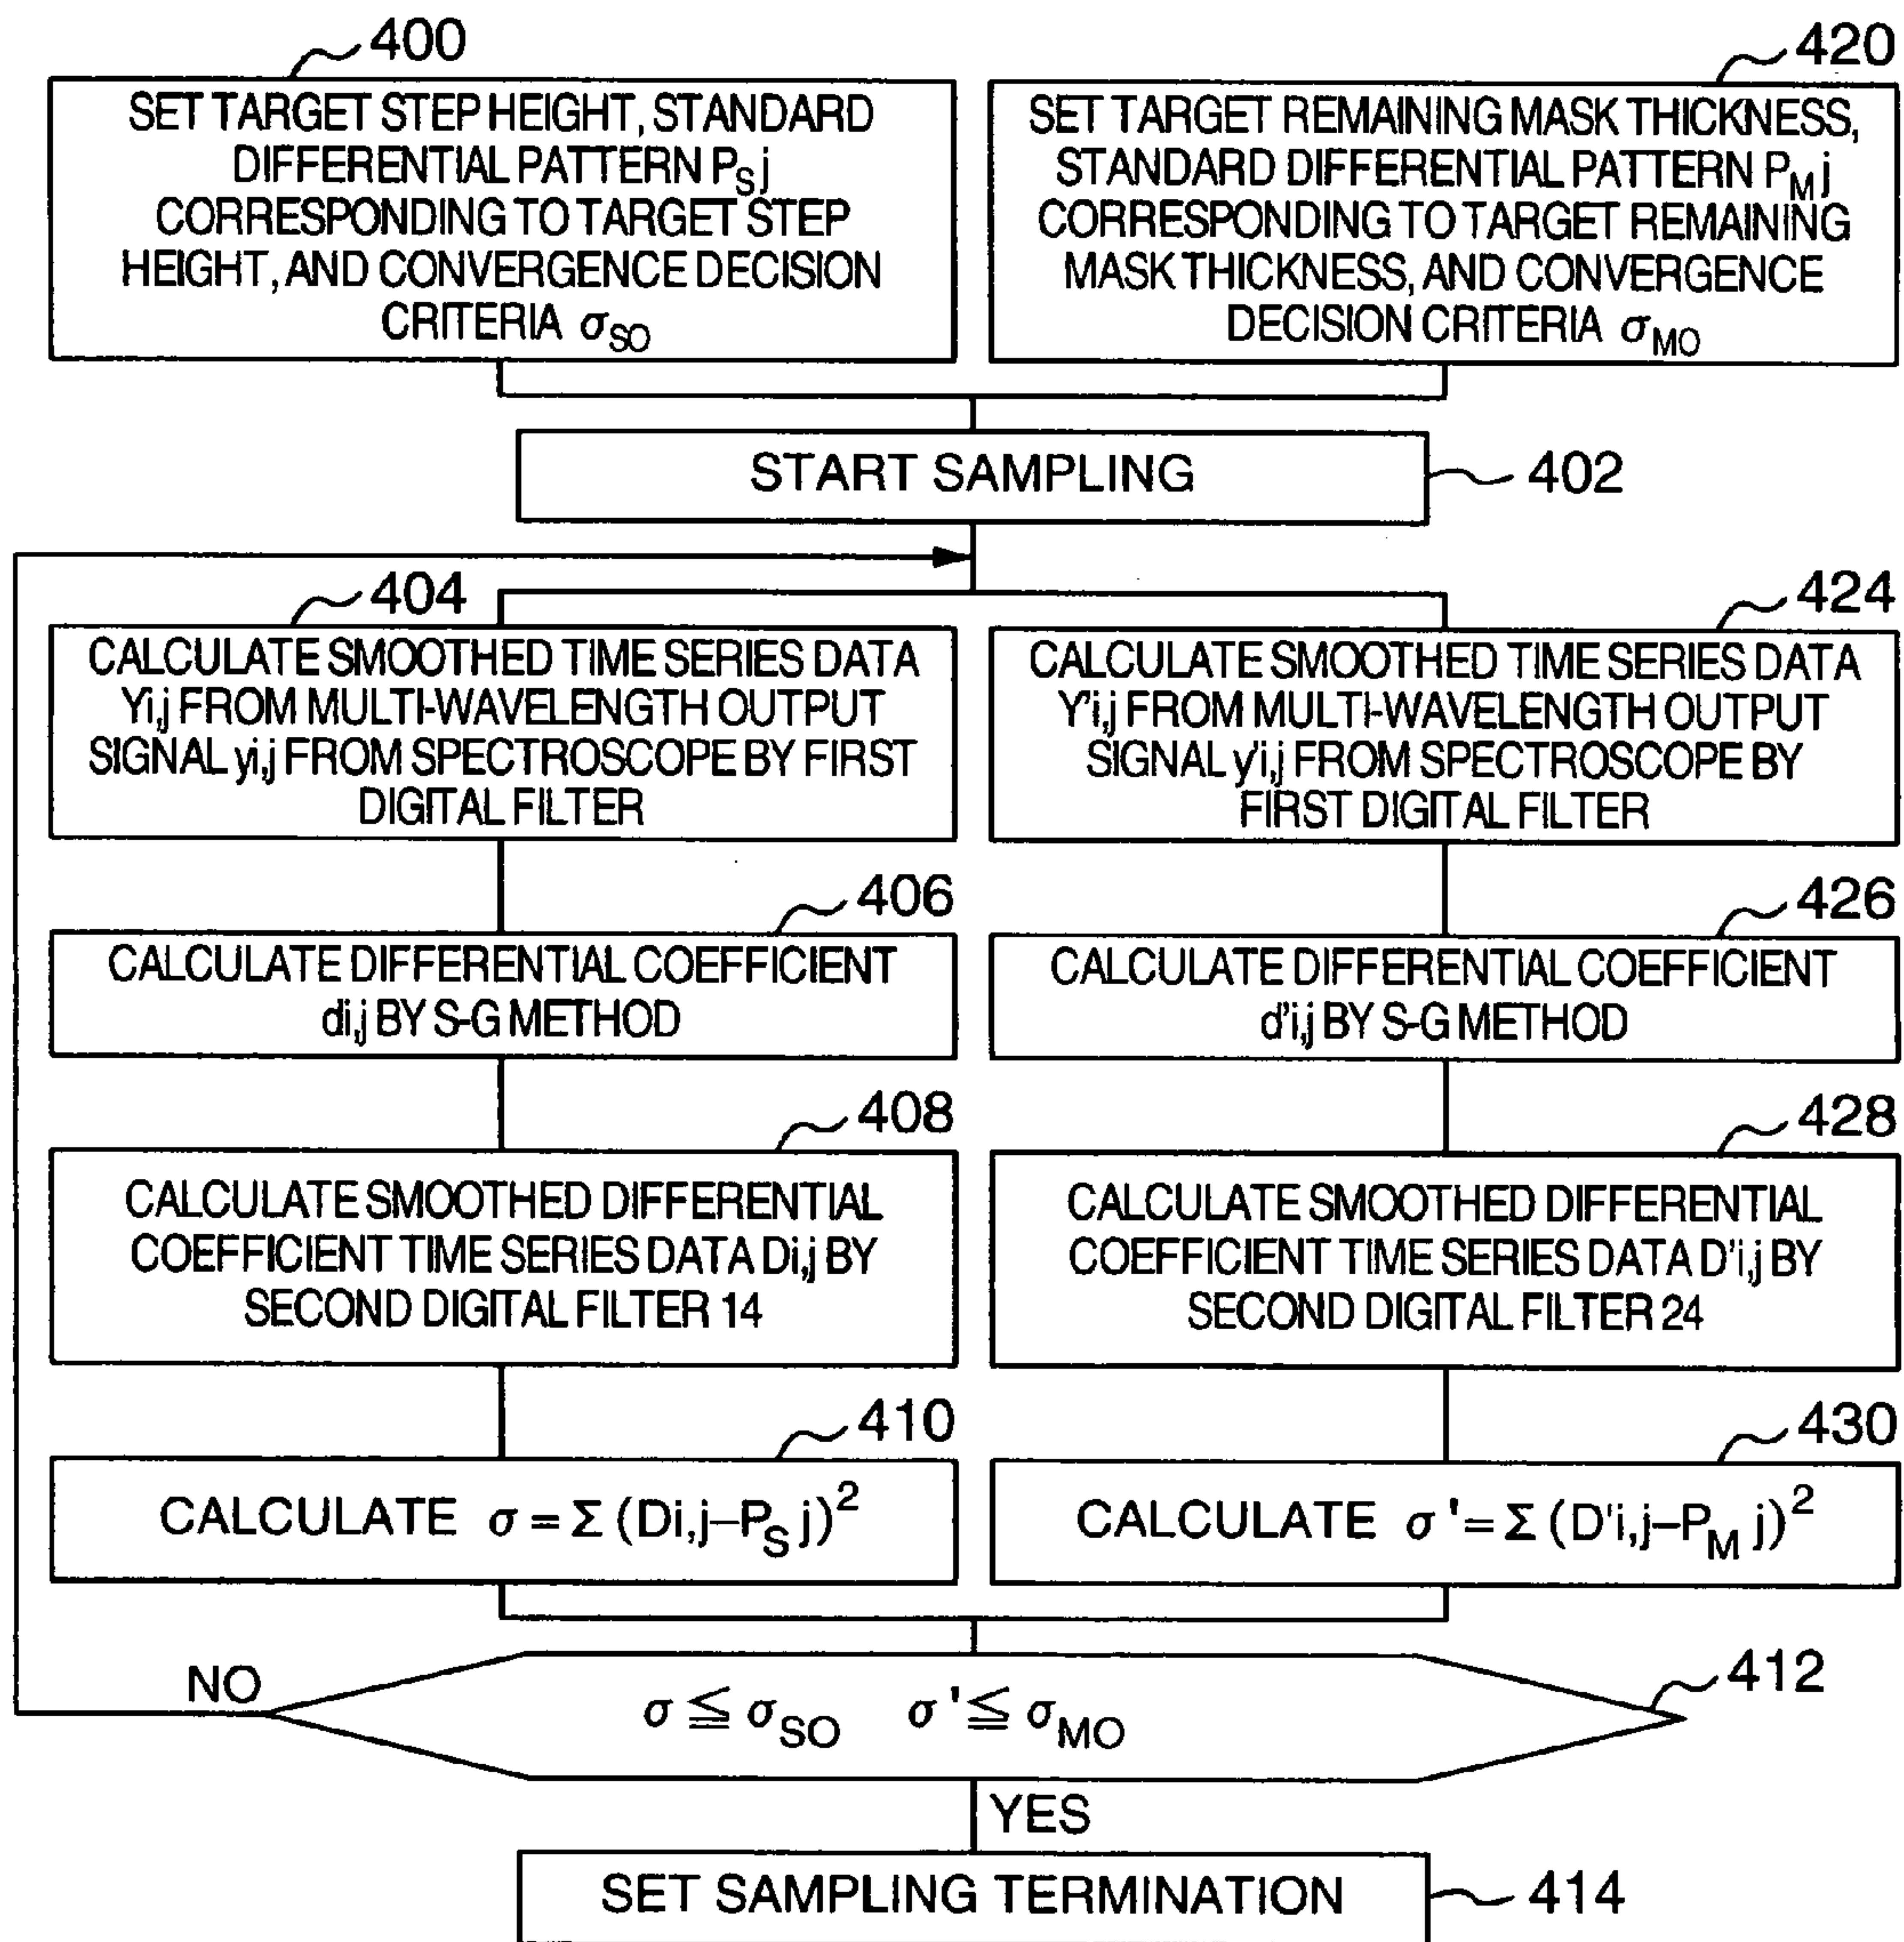 400
SET TARGET STEP HEIGHT, STANDARD
DIFFERENTIAL PATTERN PSj
CORRESPONDING TO TARGET STEP
HEIGHT, AND CONVERGENCE DECISION
CRITERIA σSO
420
SET TARGET REMAINING MASK THICKNESS,
STANDARD DIFFERENTIAL PATTERN PMj
CORRESPONDING TO TARGET REMAINING
MASK THICKNESS, AND CONVERGENCE
DECISION CRITERIA σMO
START SAMPLING
402
404
CALCULATE SMOOTHED TIME SERIES DATA
Yi,j FROM MULTI-WAVELENGTH OUTPUT
SIGNAL yi,j FROM SPECTROSCOPE BY FIRST
DIGITAL FILTER
424
CALCULATE SMOOTHED TIME SERIES DATA
Y'i,j FROM MULTI-WAVELENGTH OUTPUT
SIGNAL y'i,j FROM SPECTROSCOPE BY
FIRST DIGITAL FILTER
406
CALCULATE DIFFERENTIAL COEFFICIENT
di,j BY S-G METHOD
426
CALCULATE DIFFERENTIAL COEFFICIENT
d'i,j BY S-G METHOD
408
CALCULATE SMOOTHED DIFFERENTIAL
COEFFICIENT TIME SERIES DATA Di,j BY
SECOND DIGITAL FILTER 14
428
CALCULATE SMOOTHED DIFFERENTIAL
COEFFICIENT TIME SERIES DATA D'i,j BY
SECOND DIGITAL FILTER 24
410
CALCULATE σ = Σ (Di,j–PSj)²
430
CALCULATE σ' = Σ (D'i,j–PMj)²
NO
σ ≦ σSO σ' ≦ σMO
412
YES
SET SAMPLING TERMINATION
414